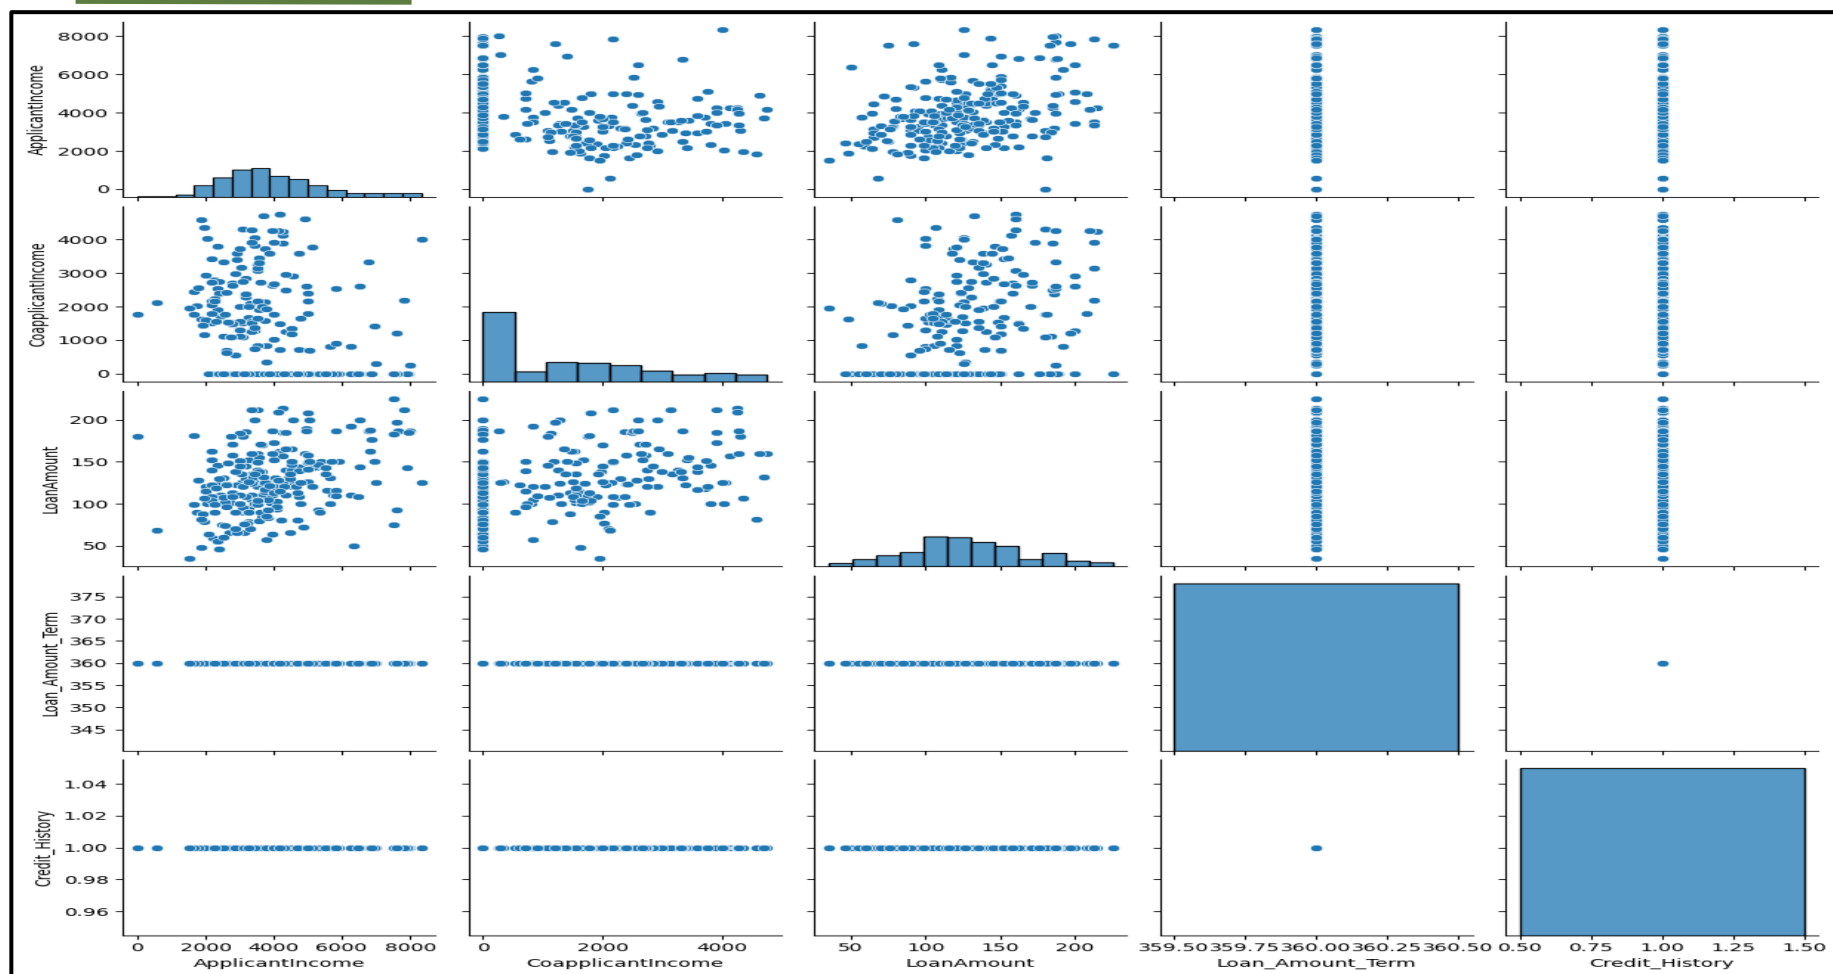 8000
6000
4000
2000
0
ApplicantIncome
4000
3000
2000
1000
0
CoapplicantIncome
200
150
100
50
LoanAmount
375
370
365
360
355
350
345
Loan_Amount_Term
1.04
1.02
1.00
0.98
0.96
Credit_History
0 2000 4000 6000 8000
ApplicantIncome
0 2000 4000
CoapplicantIncome
50 100 150 200
LoanAmount
359.50 359.75 360.00 360.25 360.50
Loan_Amount_Term
0.50 0.75 1.00 1.25 1.50
Credit_History